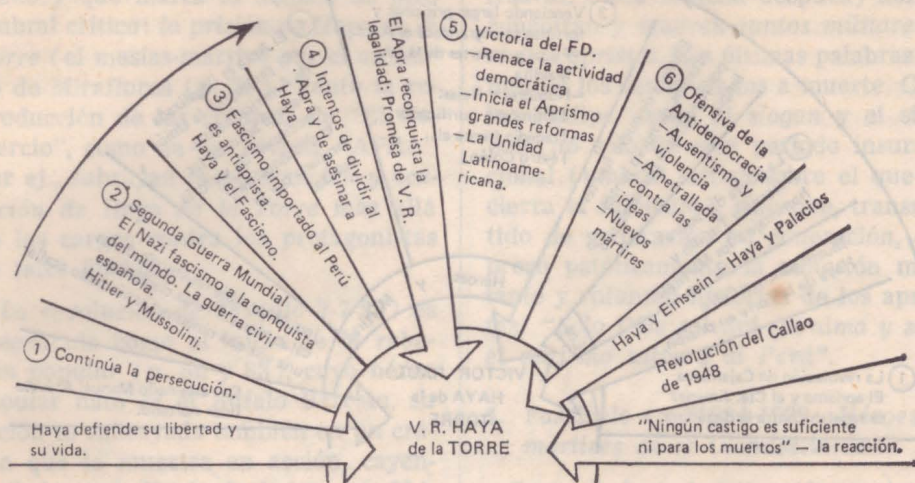 Haya defiende su libertad y
su vida.
① Continúa la persecución.
② Segunda Guerra Mundial
- El Nazi fascismo a la conquista
del mundo. La guerra civil
española.
Hitler y Mussolini.
③ Fascismo importado al Perú
es antiaprista.
Haya y el Fascismo.
④ Intentos de dividir al
Apra y de asesinar a
Haya
El Apra reconquista la
legalidad: Promesa de V.R.
⑤ Victoria del FD.
- Renace la actividad
democrática
- Inicia el Aprismo
grandes reformas
- La Unidad
Latinoame-
ricana.
⑥ Ofensiva de la
Antidemocracia
- Ausentismo y
violencia
- Ametrallada
contra las
ideas
- Nuevos
mártires
Haya y Einstein - Haya y Palacios
Revolución del Callao
de 1948
"Ningún castigo es suficiente
ni para los muertos" — la reacción.
V. R. HAYA
de la TORRE